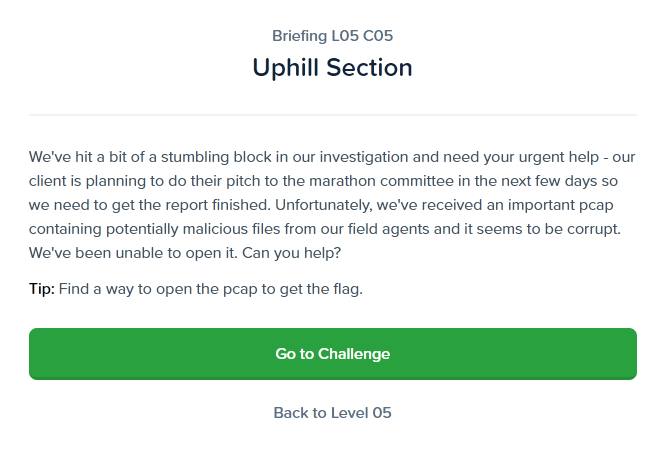 Briefing L05 C05
Uphill Section
We've hit a bit of a stumbling block in our investigation and need your urgent help - our
client is planning to do their pitch to the marathon committee in the next few days so
we need to get the report finished. Unfortunately, we've received an important pcap
containing potentially malicious files from our field agents and it seems to be corrupt.
We've been unable to open it. Can you help?
Tip: Find a way to open the pcap to get the flag.
Go to Challenge
Back to Level 05